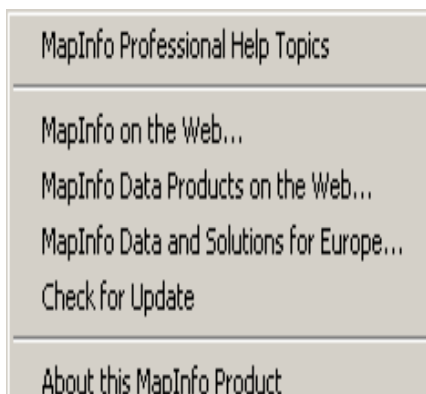 MapInfo Professional Help Topics
MapInfo on the Web...
MapInfo Data Products on the Web...
MapInfo Data and Solutions for Europe...
Check for Update
About this MapInfo Product